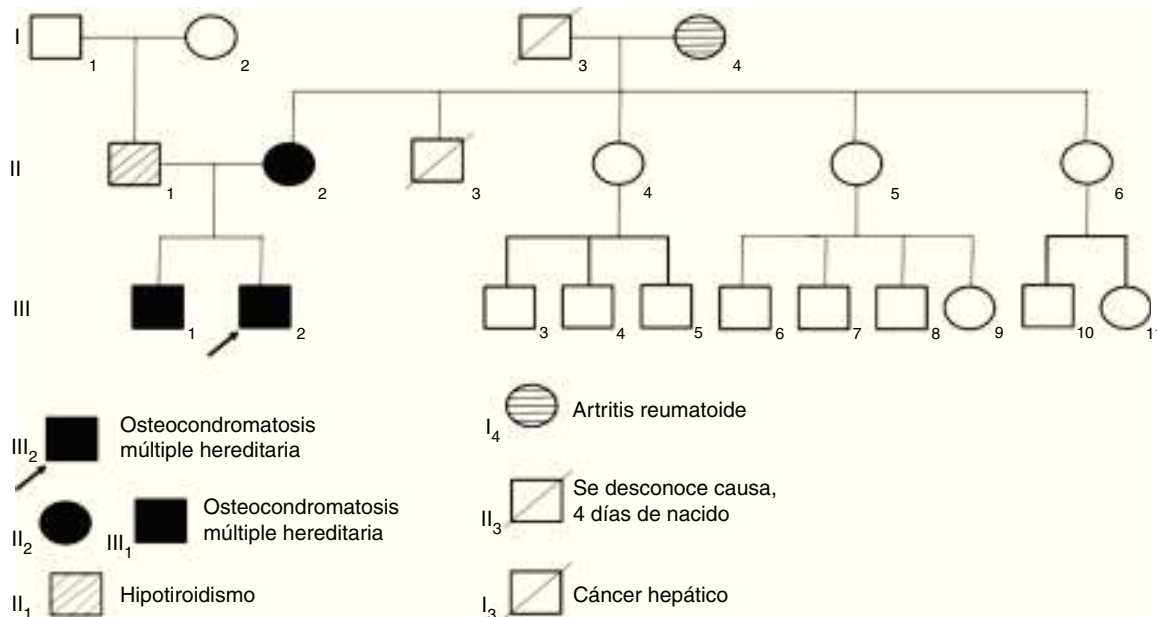 I
1
2
3
4
II
1
2
3
4
5
6
III
1
2
3
4
5
6
7
8
9
10
11
III2
Osteocondromatosis
múltiple hereditaria
II2
III1
Osteocondromatosis
múltiple hereditaria
II1
Hipotiroidismo
I4
Artritis reumatoide
II3
Se desconoce causa,
4 días de nacido
I3
Cáncer hepático